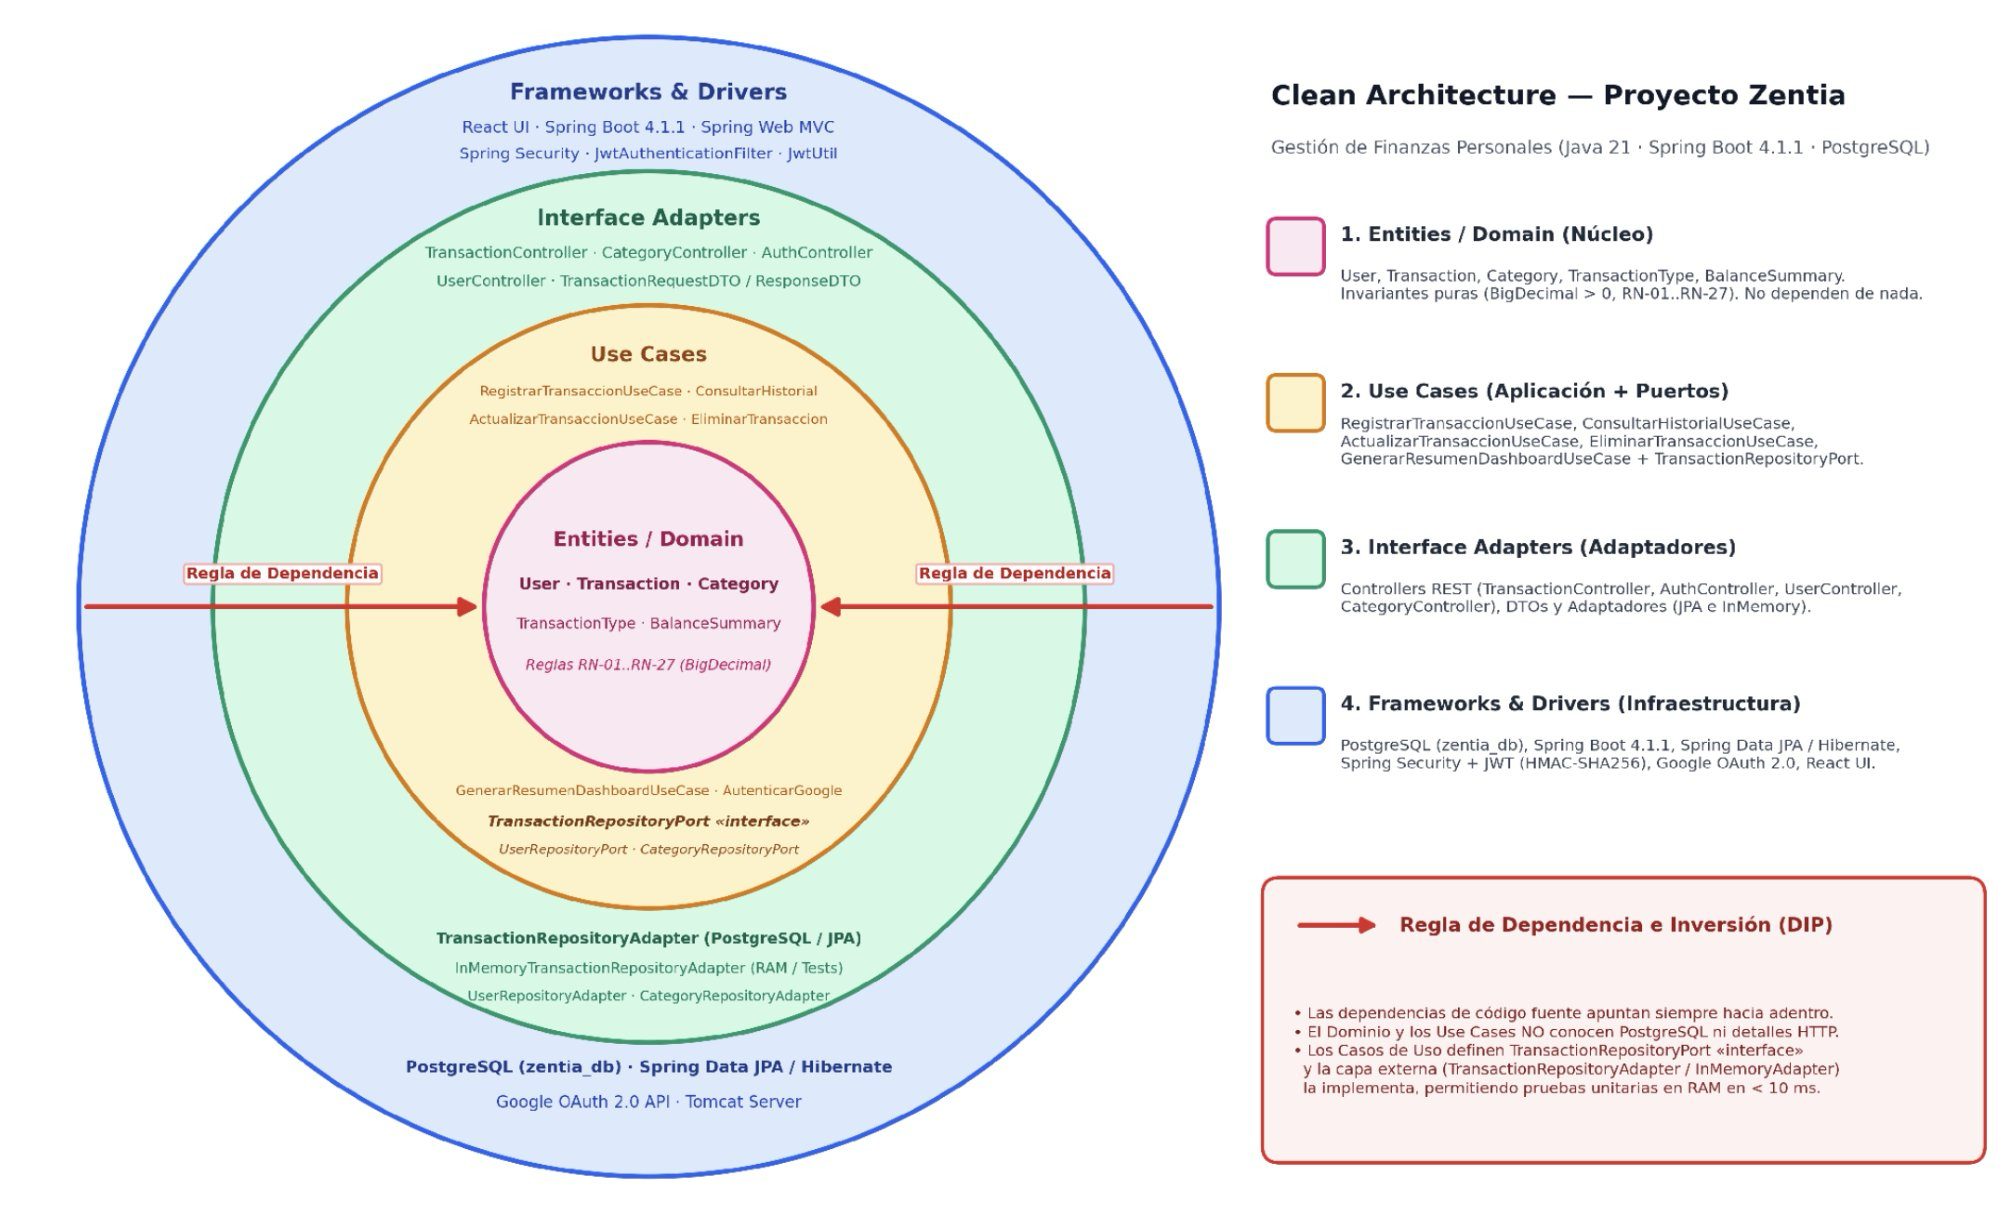 Frameworks & Drivers
React UI · Spring Boot 4.1.1 · Spring Web MVC
Spring Security · JwtAuthenticationFilter · JwtUtil
Interface Adapters
TransactionController · CategoryController · AuthController
UserController · TransactionRequestDTO / ResponseDTO
Use Cases
RegistrarTransaccionUseCase · ConsultarHistorial
ActualizarTransaccionUseCase · EliminarTransaccion
Entities / Domain
User · Transaction · Category
TransactionType · BalanceSummary
Reglas RN-01..RN-27 (BigDecimal)
Regla de Dependencia
Regla de Dependencia
GenerarResumenDashboardUseCase · AutenticarGoogle
TransactionRepositoryPort «interface»
UserRepositoryPort · CategoryRepositoryPort
TransactionRepositoryAdapter (PostgreSQL / JPA)
InMemoryTransactionRepositoryAdapter (RAM / Tests)
UserRepositoryAdapter · CategoryRepositoryAdapter
PostgreSQL (zentia_db) · Spring Data JPA / Hibernate
Google OAuth 2.0 API · Tomcat Server
Clean Architecture — Proyecto Zentia
Gestión de Finanzas Personales (Java 21 · Spring Boot 4.1.1 · PostgreSQL)
1. Entities / Domain (Núcleo)
User, Transaction, Category, TransactionType, BalanceSummary.
Invariantes puras (BigDecimal > 0, RN-01..RN-27). No dependen de nada.
2. Use Cases (Aplicación + Puertos)
RegistrarTransaccionUseCase, ConsultarHistorialUseCase,
ActualizarTransaccionUseCase, EliminarTransaccionUseCase,
GenerarResumenDashboardUseCase + TransactionRepositoryPort.
3. Interface Adapters (Adaptadores)
Controllers REST (TransactionController, AuthController, UserController,
CategoryController), DTOs y Adaptadores (JPA e InMemory).
4. Frameworks & Drivers (Infraestructura)
PostgreSQL (zentia_db), Spring Boot 4.1.1, Spring Data JPA / Hibernate,
Spring Security + JWT (HMAC-SHA256), Google OAuth 2.0, React UI.
Regla de Dependencia e Inversión (DIP)
• Las dependencias de código fuente apuntan siempre hacia adentro.
• El Dominio y los Use Cases NO conocen PostgreSQL ni detalles HTTP.
• Los Casos de Uso definen TransactionRepositoryPort «interface»
y la capa externa (TransactionRepositoryAdapter / InMemoryAdapter)
la implementa, permitiendo pruebas unitarias en RAM en < 10 ms.